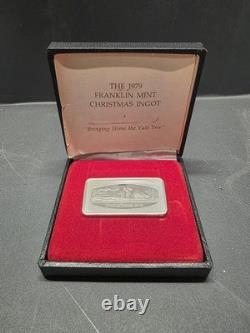 THE 1979
FRANKLIN MINT
CHRISTMAS INGOT
"Bringing Home the Yule Tree"